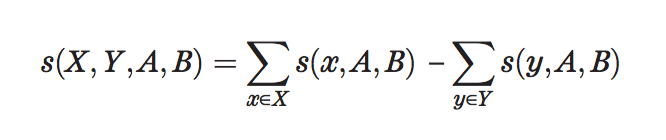 s(X, Y, A, B) = ∑_{x∈X} s(x, A, B) − ∑_{y∈Y} s(y, A, B)